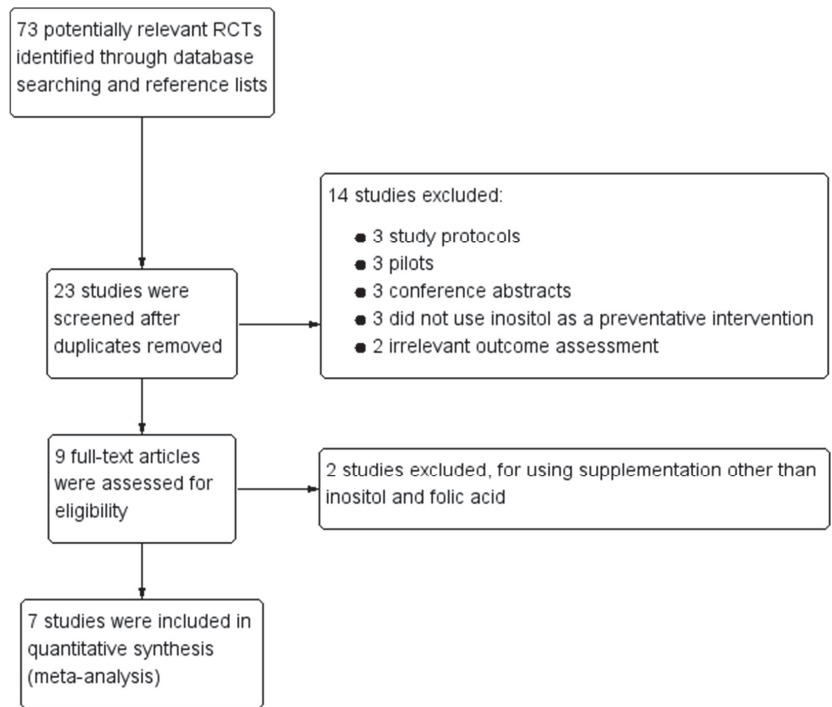 73 potentially relevant RCTs
identified through database
searching and reference lists
14 studies excluded:
● 3 study protocols
● 3 pilots
● 3 conference abstracts
● 3 did not use inositol as a preventative intervention
● 2 irrelevant outcome assessment
23 studies were
screened after
duplicates removed
9 full-text articles
were assessed for
eligibility
2 studies excluded, for using supplementation other than
inositol and folic acid
7 studies were included in
quantitative synthesis
(meta-analysis)